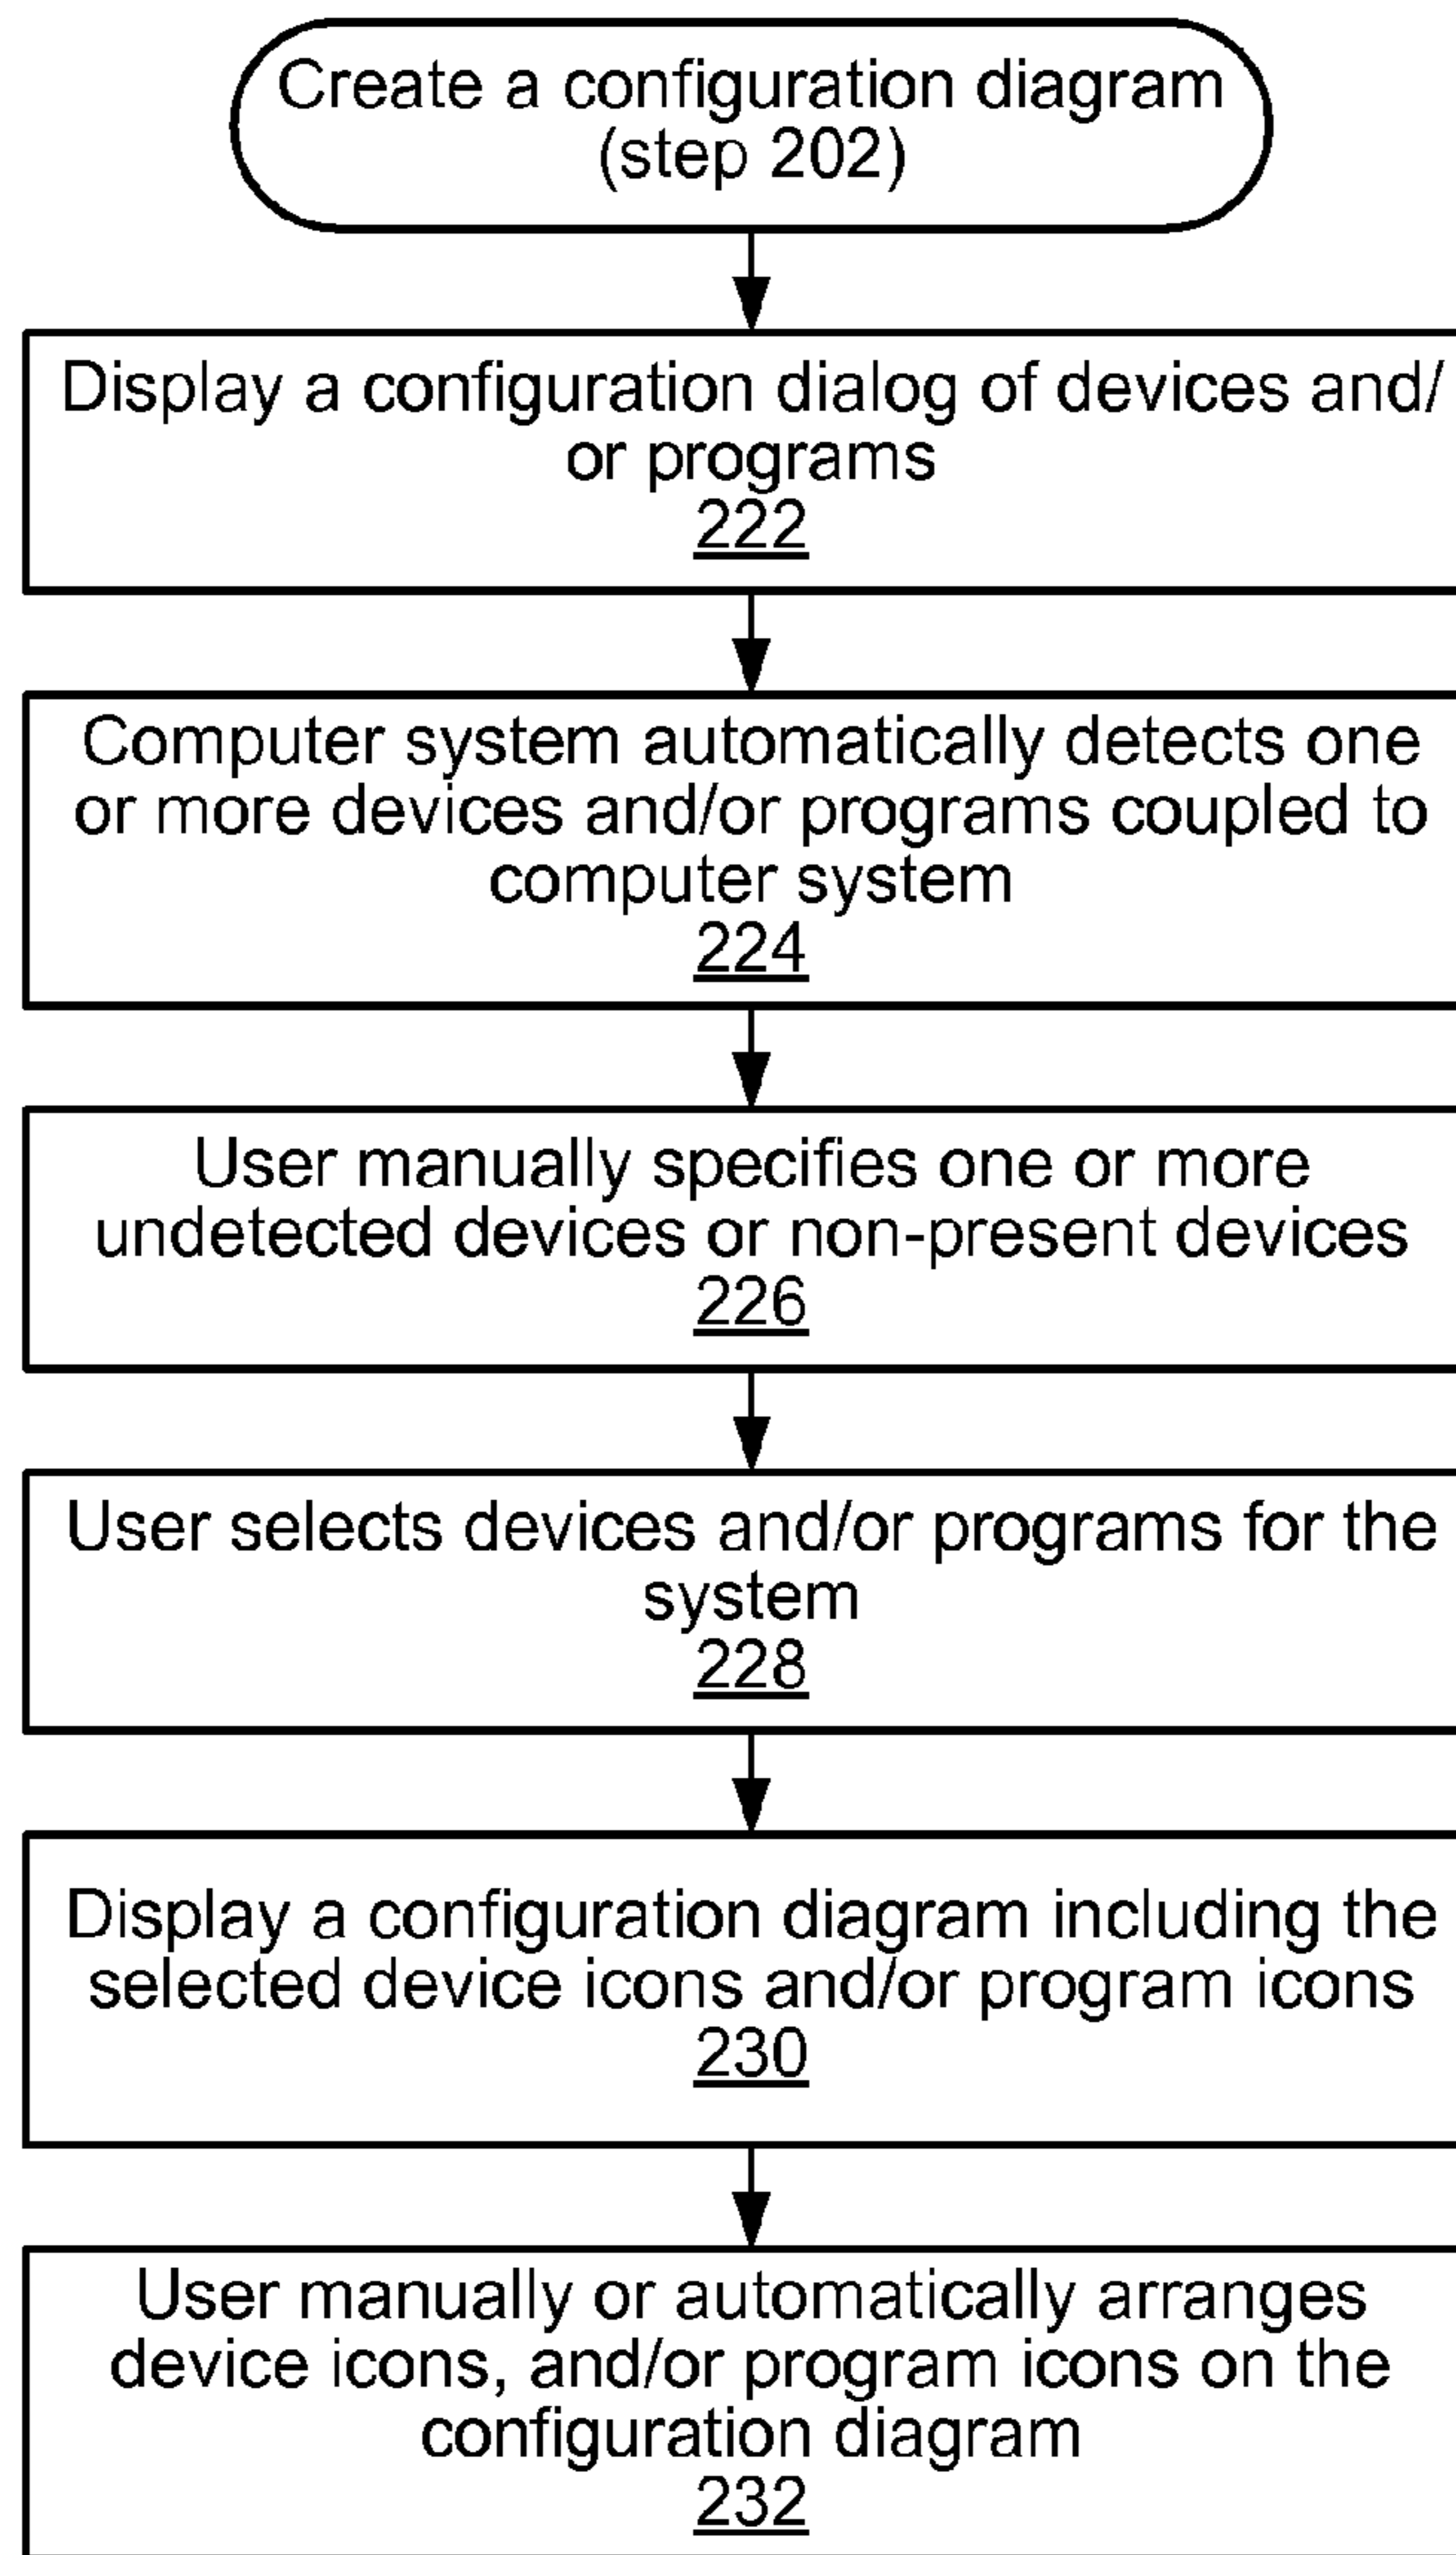 Create a configuration diagram
(step 202)
Display a configuration dialog of devices and/
or programs
222
Computer system automatically detects one
or more devices and/or programs coupled to
computer system
224
User manually specifies one or more
undetected devices or non-present devices
226
User selects devices and/or programs for the
system
228
Display a configuration diagram including the
selected device icons and/or program icons
230
User manually or automatically arranges
device icons, and/or program icons on the
configuration diagram
232